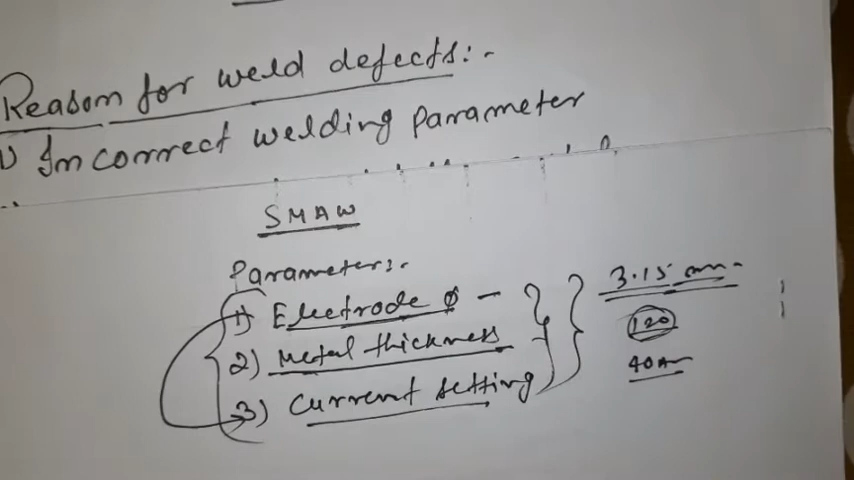 Reason for weld defects:-
1) Incorrect welding parameter
SMAW
Parameters:-
1) Electrode ϕ -
2) Metal thickness
3) Current setting
3.15 mm
120
40A